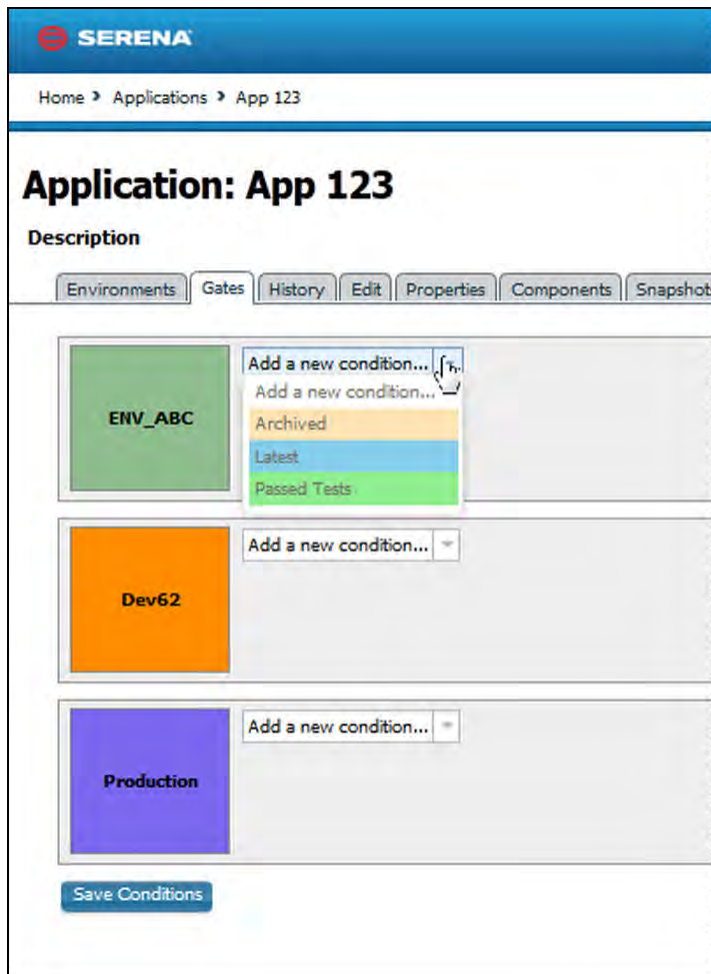 SERENA
Home > Applications > App 123
Application: App 123
Description
Environments Gates History Edit Properties Components Snapshot
Add a new condition...
Add a new condition...
ENV_ABC
Archived
Latest
Passed Tests
Add a new condition...
Dev62
Add a new condition...
Production
Save Conditions